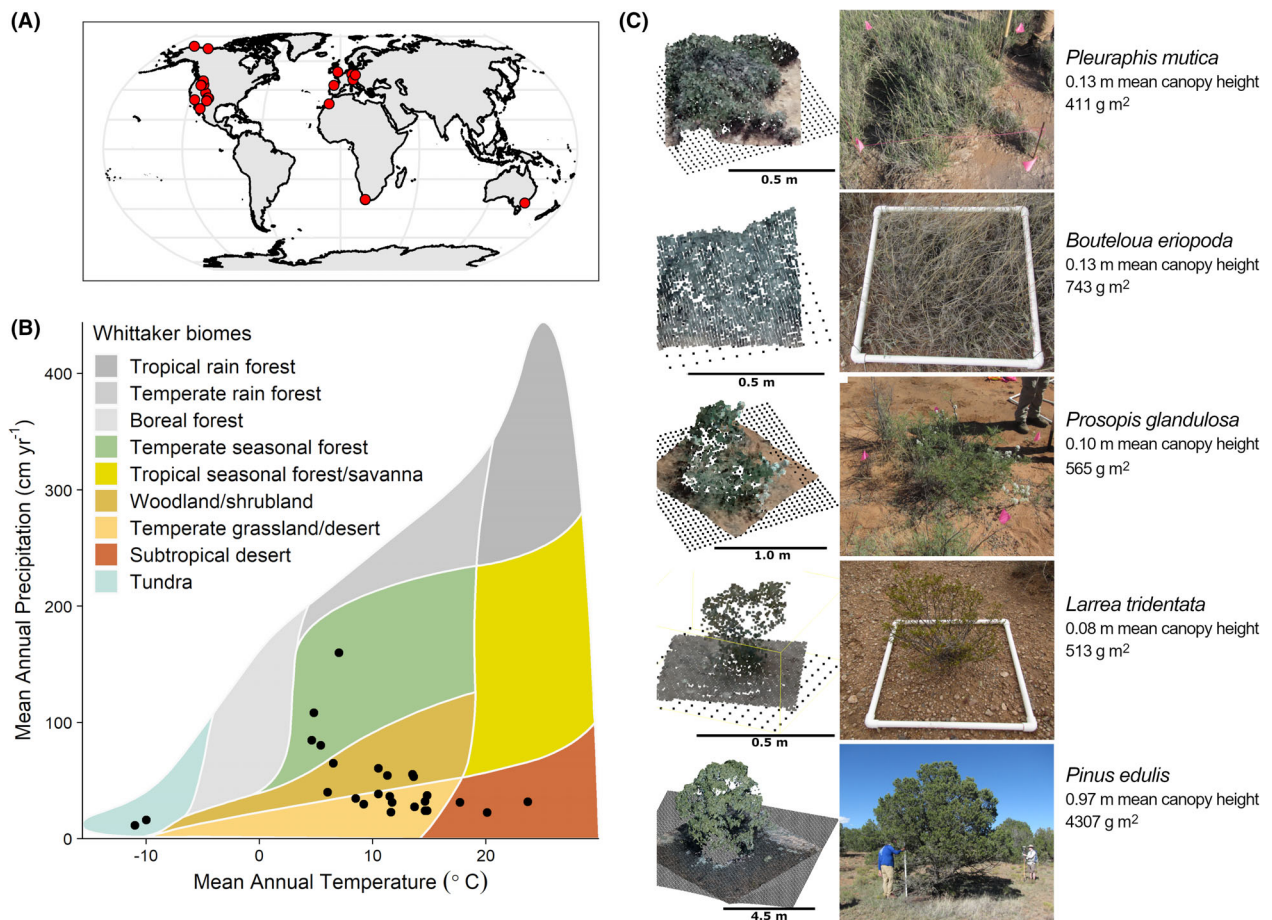 (A)
(B)
Whittaker biomes
Tropical rain forest
Temperate rain forest
Boreal forest
Temperate seasonal forest
Tropical seasonal forest/savanna
Woodland/shrubland
Temperate grassland/desert
Subtropical desert
Tundra
Mean Annual Precipitation (cm yr⁻¹)
400
300
200
100
0
-10
0
10
20
Mean Annual Temperature (° C)
(C)
0.5 m
Pleuraphis mutica
0.13 m mean canopy height
411 g m²
0.5 m
Bouteloua eriopoda
0.13 m mean canopy height
743 g m²
1.0 m
Prosopis glandulosa
0.10 m mean canopy height
565 g m²
0.5 m
Larrea tridentata
0.08 m mean canopy height
513 g m²
4.5 m
Pinus edulis
0.97 m mean canopy height
4307 g m²